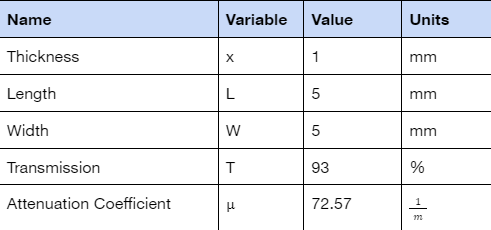 Name Variable Value Units
Thickness x 1 mm
Length L 5 mm
Width W 5 mm
Transmission T 93 %
Attenuation Coefficient μ 72.57 1/m